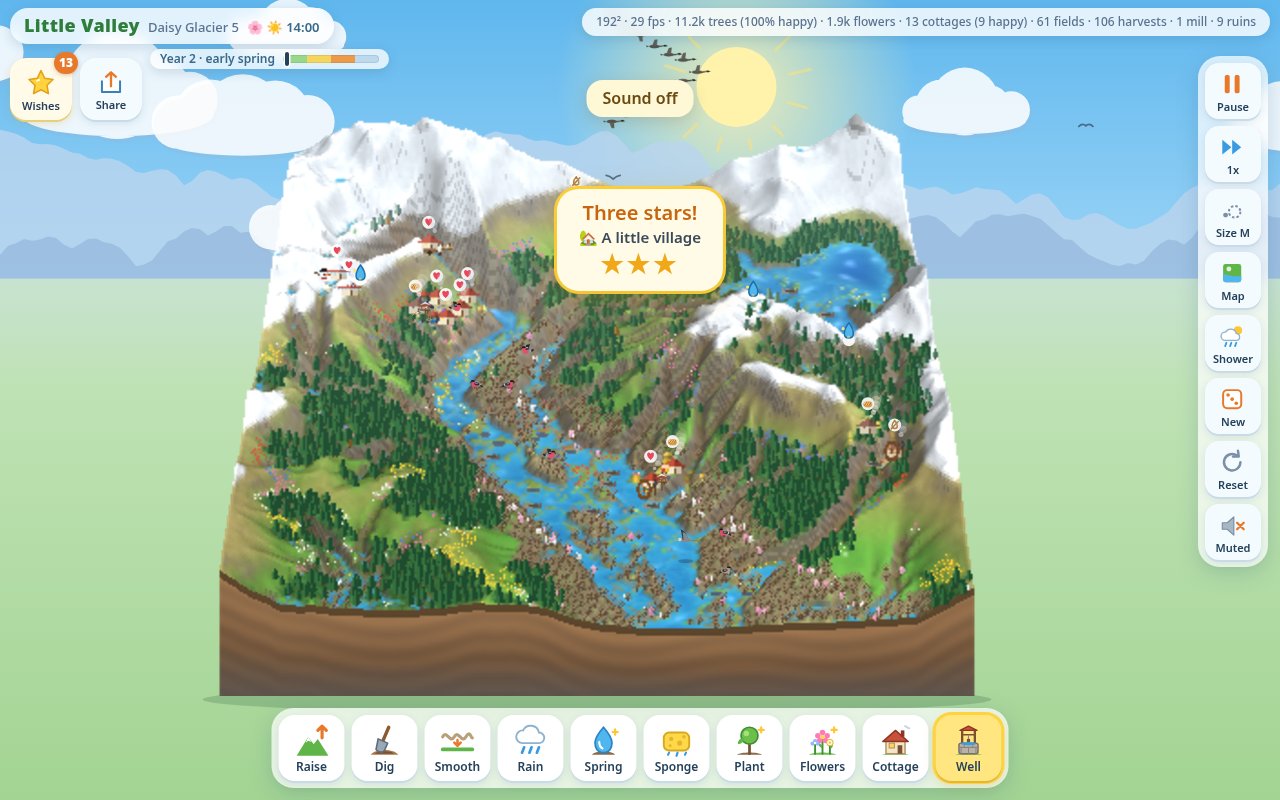 Little Valley Daisy Glacier 5 14:00
192² · 29 fps · 11.2k trees (100% happy) · 1.9k flowers · 13 cottages (9 happy) · 61 fields · 106 harvests · 1 mill · 9 ruins
Year 2 · early spring
13
Wishes
Share
Sound off
Three stars!
A little village
Pause
1x
Size M
Map
Shower
New
Reset
Muted
Raise
Dig
Smooth
Rain
Spring
Sponge
Plant
Flowers
Cottage
Well